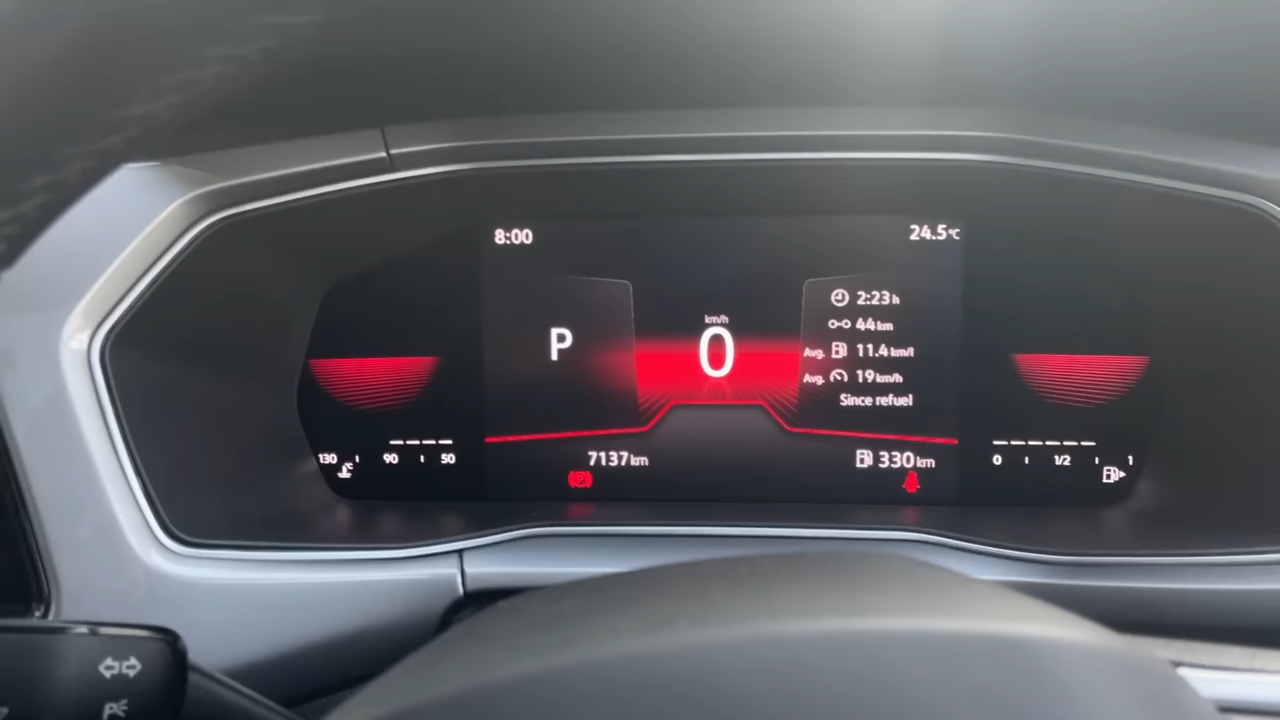 8:00
24.5°C
P
km/h
0
2:23 h
44 km
Avg. 11.4 km/l
Avg. 19 km/h
Since refuel
130 90 50
°C
7137 km
330 km
0 1/2 1
P
P